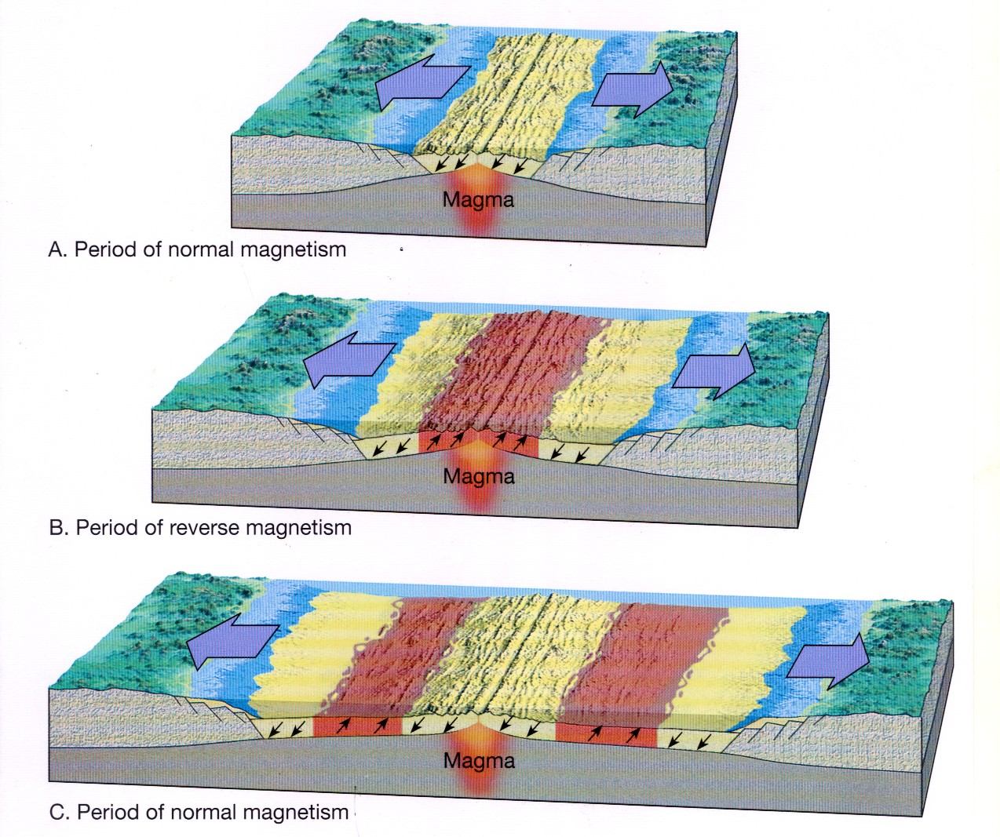 Magma
A. Period of normal magnetism
Magma
B. Period of reverse magnetism
Magma
C. Period of normal magnetism